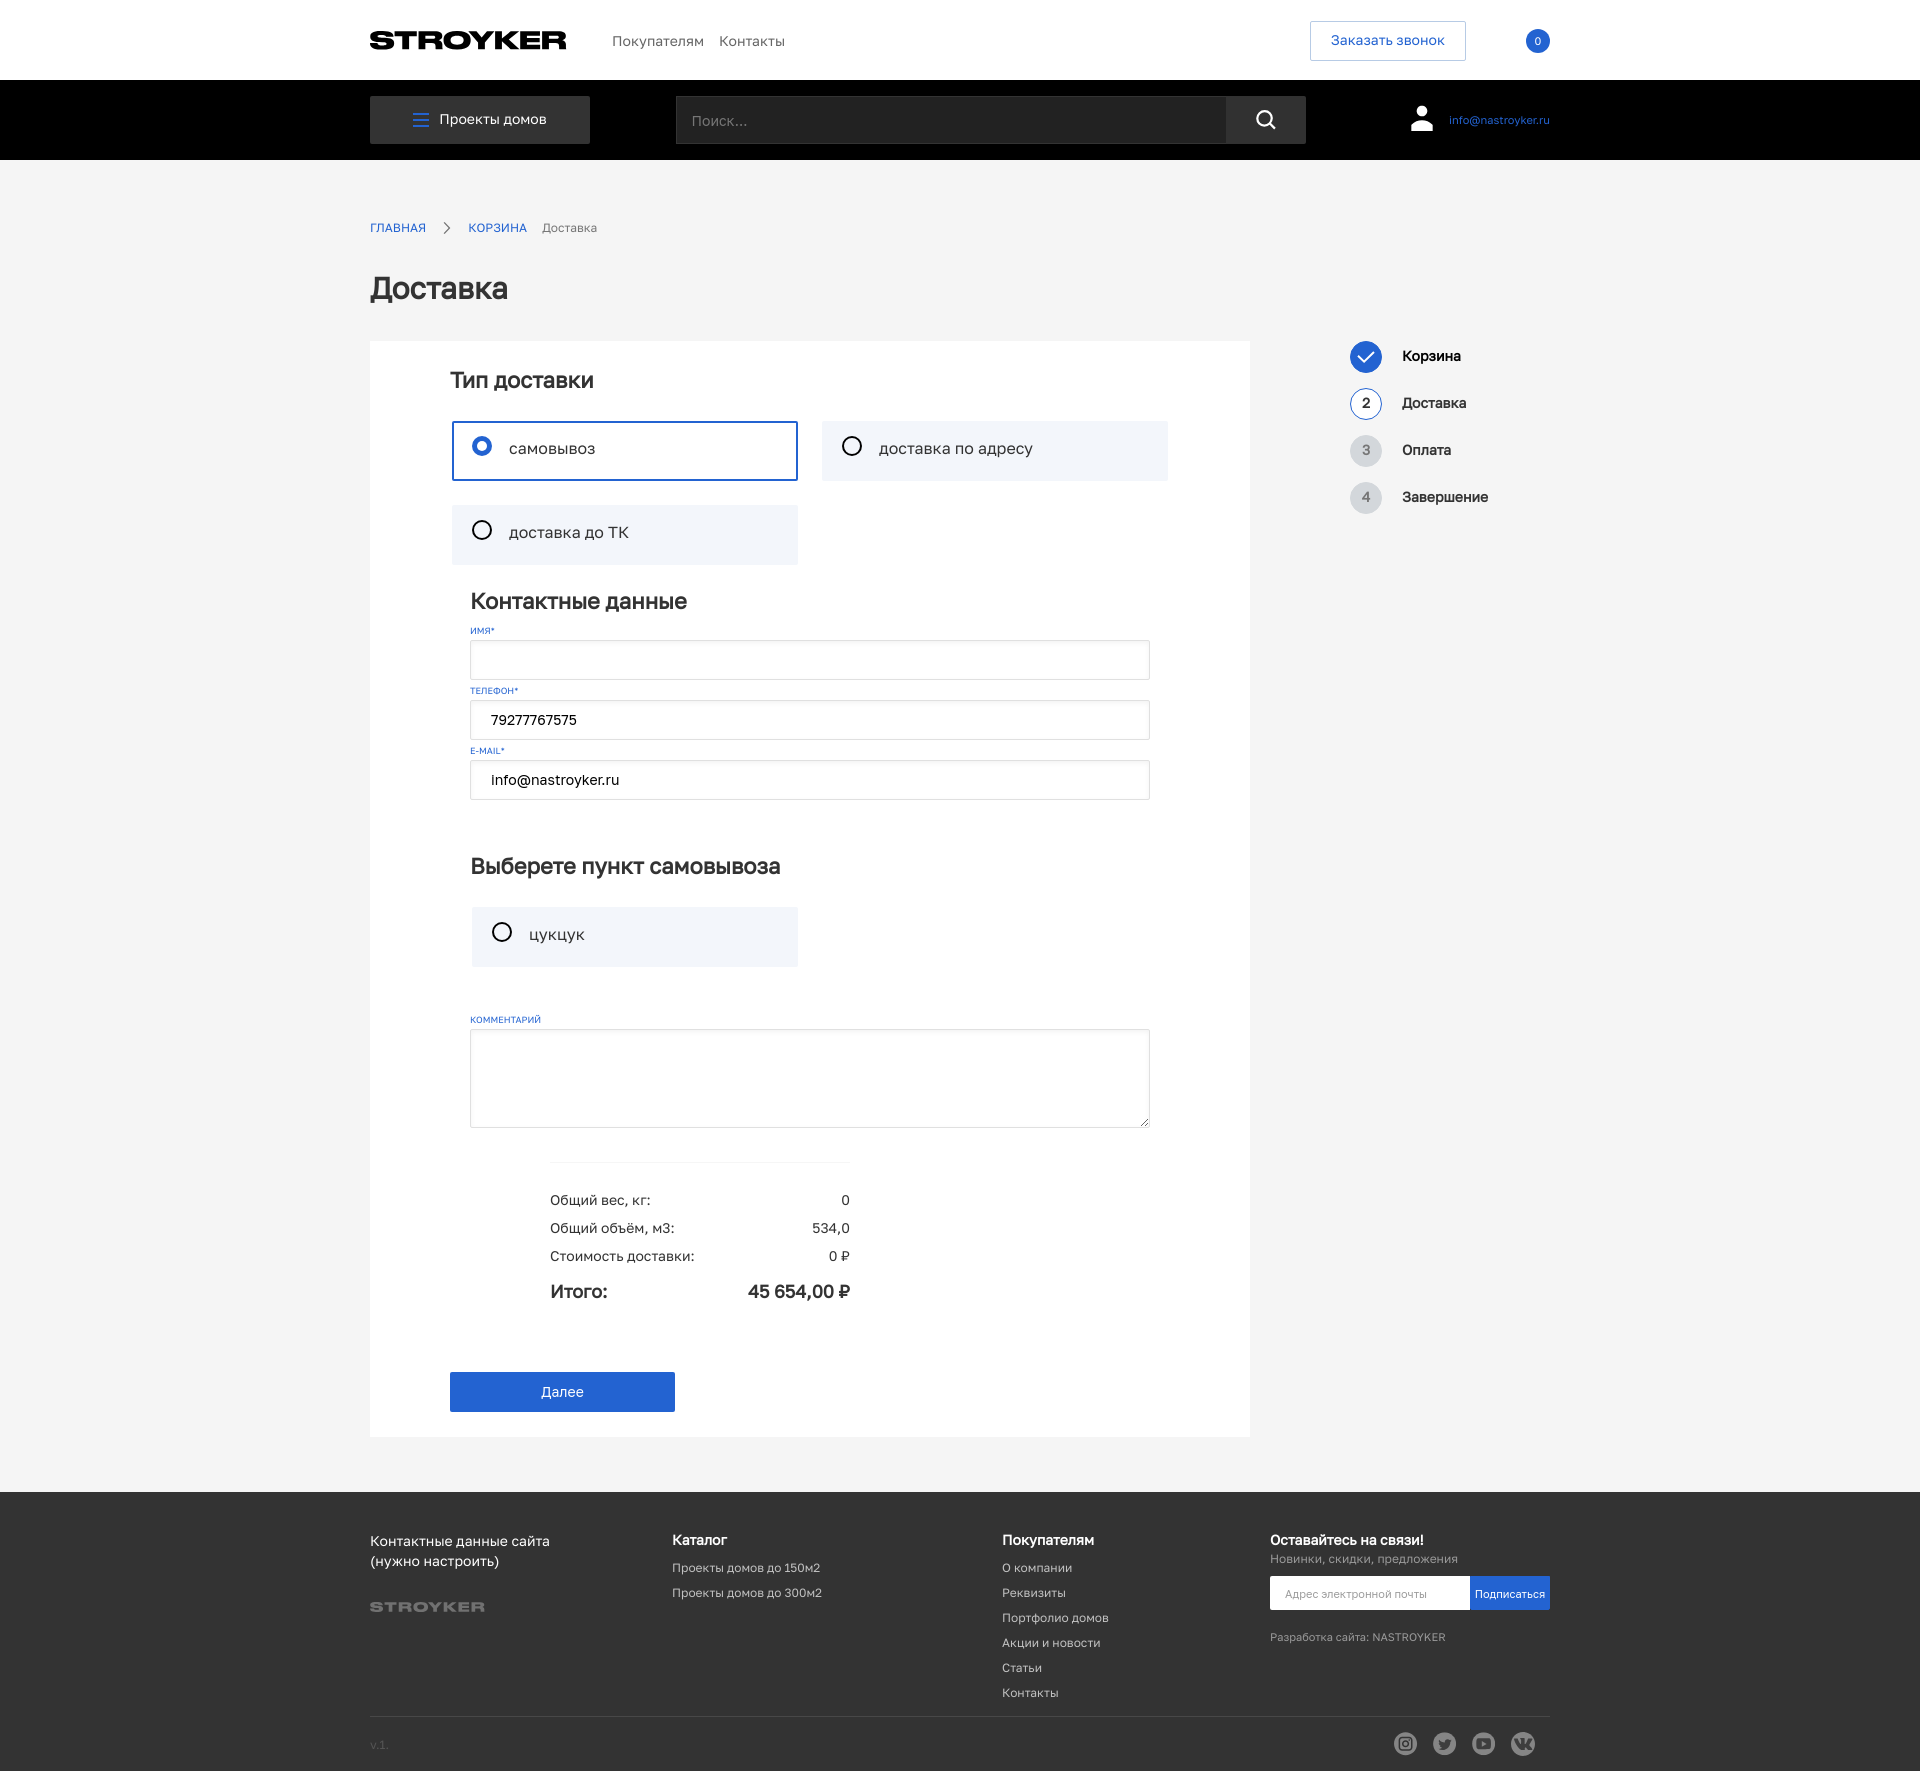 STROYKER
Покупателям Контакты
Заказать звонок
0
Проекты домов
Поиск...
info@nastroyker.ru
ГЛАВНАЯ КОРЗИНА Доставка
Доставка
Тип доставки
самовывоз
доставка по адресу
доставка до ТК
Корзина
2 Доставка
3 Оплата
4 Завершение
Контактные данные
ИМЯ*
ТЕЛЕФОН*
79277767575
E-MAIL*
info@nastroyker.ru
Выберете пункт самовывоза
цукцук
КОММЕНТАРИЙ
Общий вес, кг: 0
Общий объём, м3: 534,0
Стоимость доставки: 0 ₽
Итого: 45 654,00 ₽
Далее
Контактные данные сайта
(нужно настроить)
STROYKER
Каталог
Проекты домов до 150м2
Проекты домов до 300м2
Покупателям
О компании
Реквизиты
Портфолио домов
Акции и новости
Статьи
Контакты
Оставайтесь на связи!
Новинки, скидки, предложения
Адрес электронной почты
Подписаться
Разработка сайта: NASTROYKER
v.1.